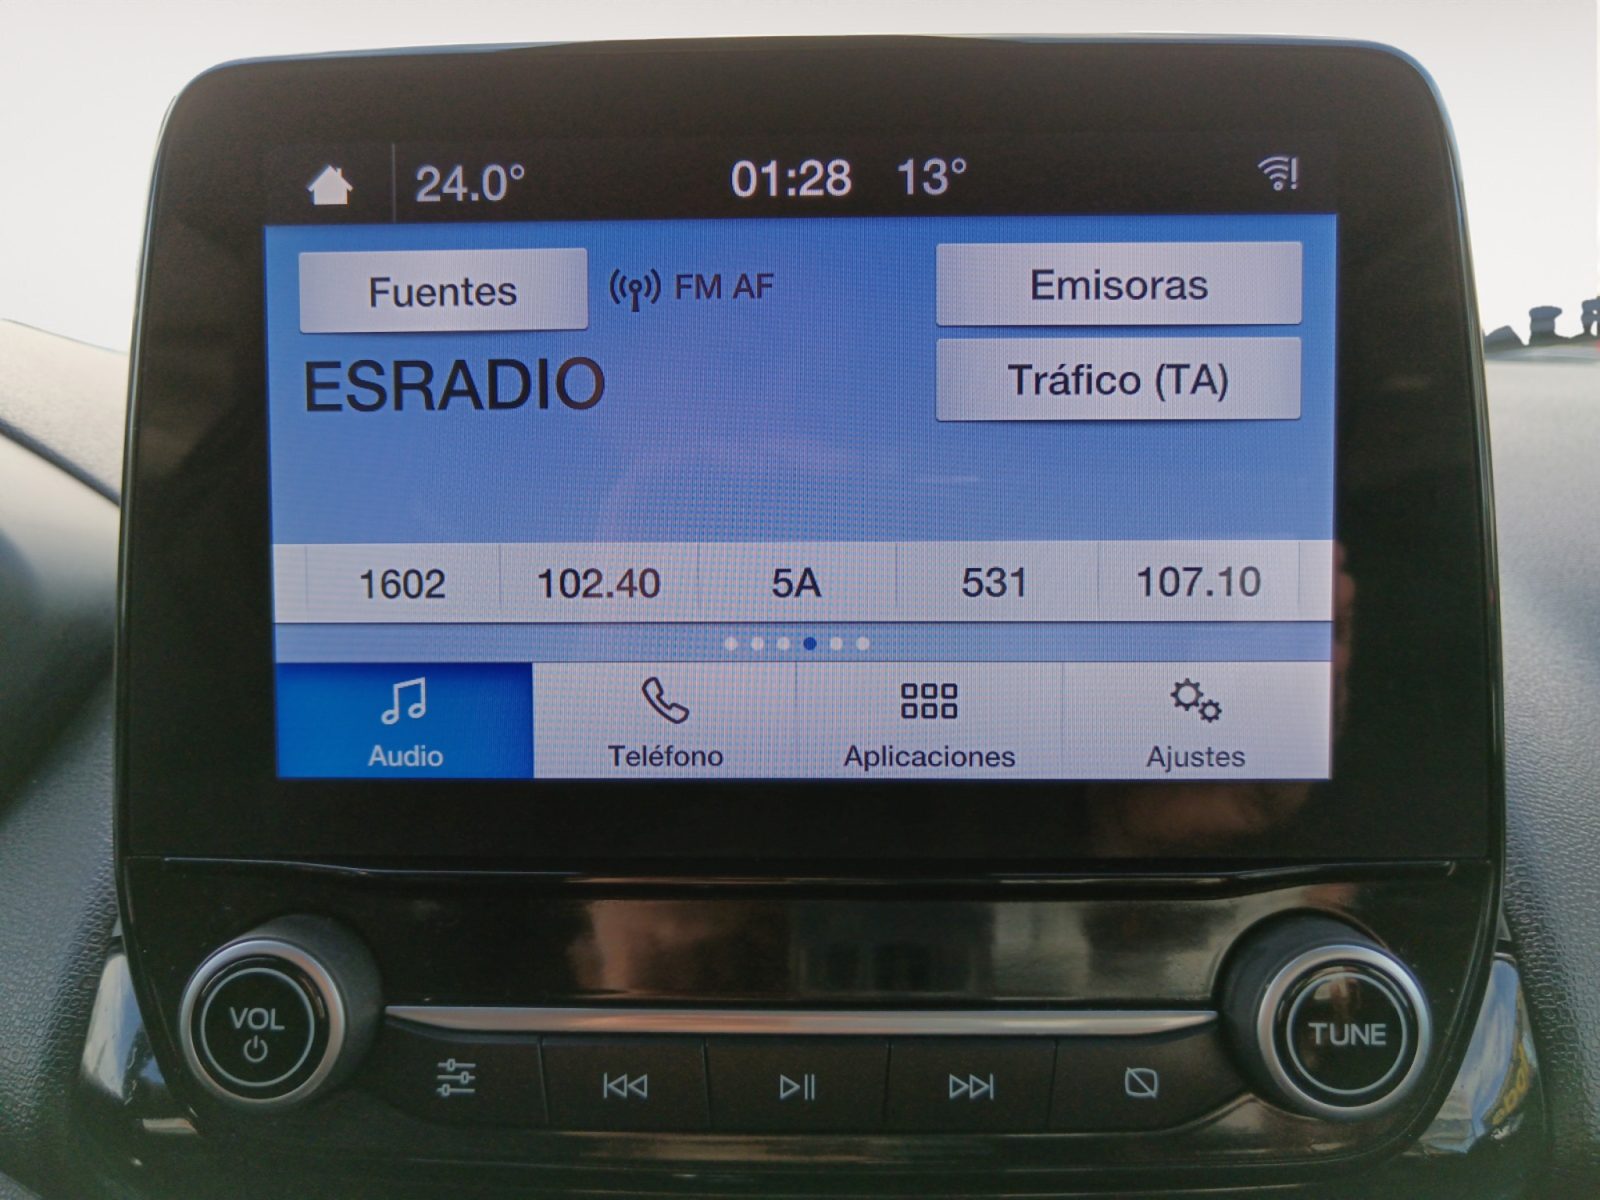 24.0° 01:28 13°
Fuentes FM AF Emisoras
ESRADIO Tráfico (TA)
1602 102.40 5A 531 107.10
Audio Teléfono Aplicaciones Ajustes
VOL TUNE